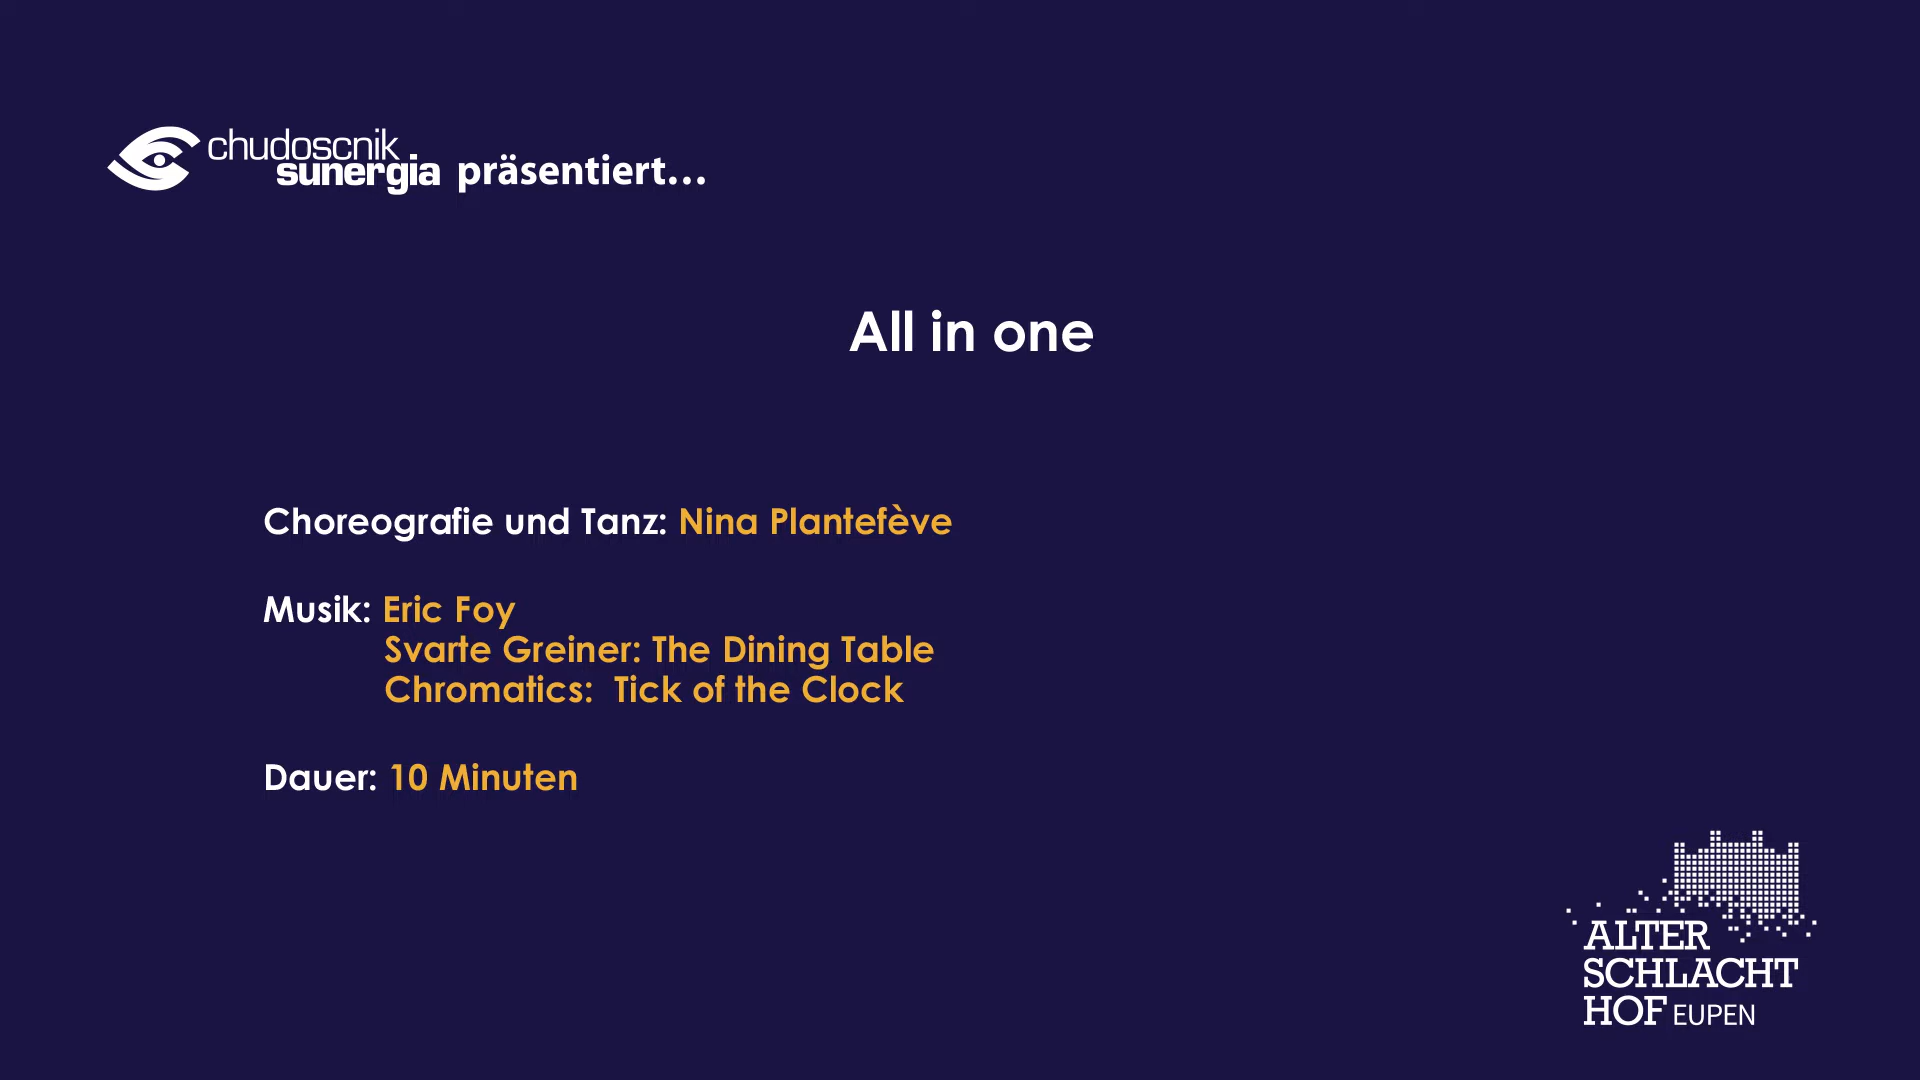 chudoscnik
sunergia präsentiert...
All in one
Choreografie und Tanz: Nina Plantefève
Musik: Eric Foy
Svarte Greiner: The Dining Table
Chromatics: Tick of the Clock
Dauer: 10 Minuten
ALTER
SCHLACHT
HOF EUPEN